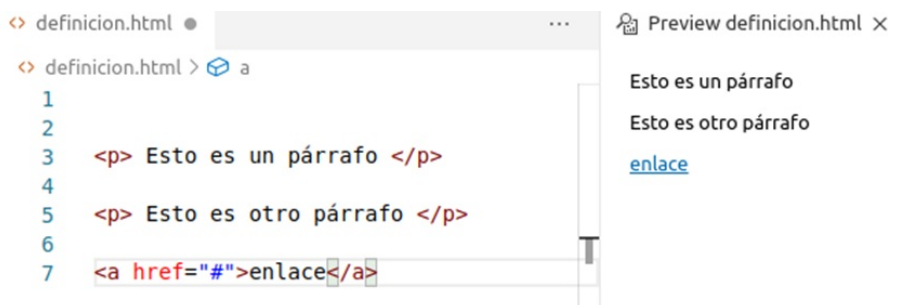 definicion.html ● ...
definicion.html > a
1
2
3 <p> Esto es un párrafo </p>
4
5 <p> Esto es otro párrafo </p>
6
7 <a href="#">enlace</a>
Preview definicion.html ×
Esto es un párrafo
Esto es otro párrafo
enlace